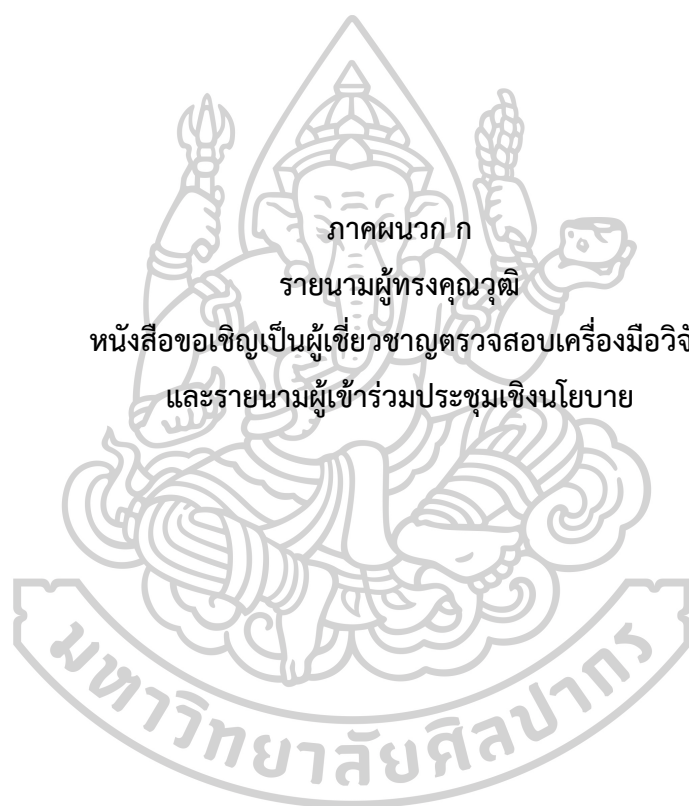 ภาคผนวก ก
รายนามผู้ทรงคุณวุฒิ
หนังสือขอเชิญเป็นผู้เชี่ยวชาญตรวจสอบเครื่องมือวิจั
และรายนามผู้เข้าร่วมประชุมเชิงนโยบาย
มหาวิทยาลัยศิลปากร